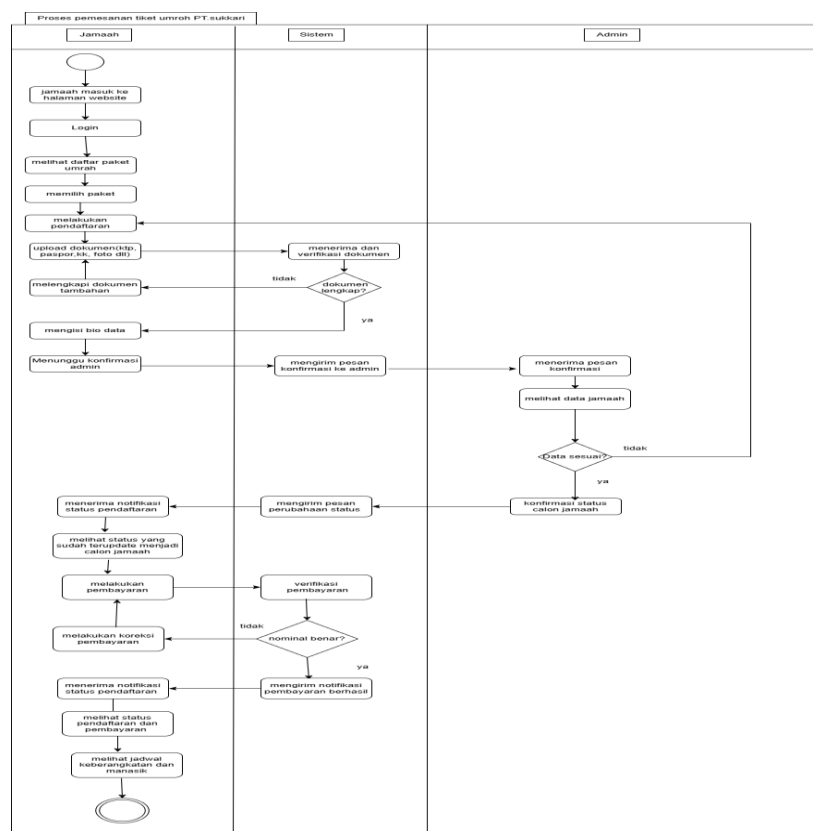 Proses pemesanan tiket umroh PT.sukkari
Jamaah
Sistem
Admin
jamaah masuk ke
halaman website
Login
melihat daftar paket
umrah
memilih paket
melakukan
pendaftaran
upload dokumen(ktp,
paspor,kk, foto dll)
menerima dan
verifikasi dokumen
tidak
melengkapi dokumen
tambahan
dokumen
lengkap?
ya
mengisi bio data
Menunggu konfirmasi
admin
mengirim pesan
konfirmasi ke admin
menerima pesan
konfirmasi
melihat data jamaah
tidak
Data sesuai?
ya
menerima notifikasi
status pendaftaran
mengirim pesan
perubahaan status
konfirmasi status
calon jamaah
melihat status yang
sudah terupdate menjadi
calon jamaah
melakukan
pembayaran
verifikasi
pembayaran
tidak
melakukan koreksi
pembayaran
nominal benar?
ya
menerima notifikasi
status pendaftaran
mengirim notifikasi
pembayaran berhasil
melihat status
pendaftaran dan
pembayaran
melihat jadwal
keberangkatan dan
manasik